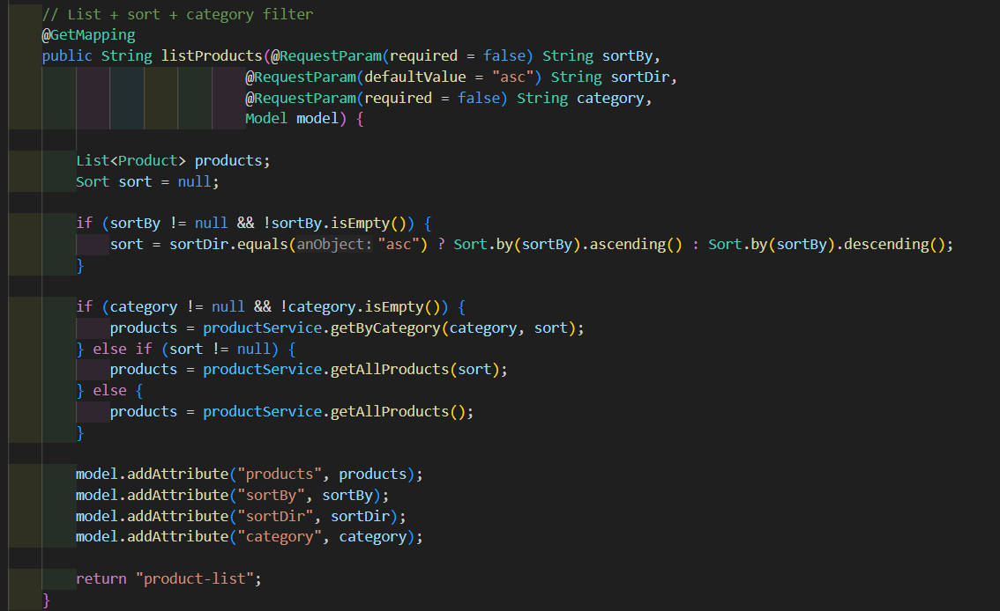 // List + sort + category filter
@GetMapping
public String listProducts(@RequestParam(required = false) String sortBy,
@RequestParam(defaultValue = "asc") String sortDir,
@RequestParam(required = false) String category,
Model model) {
List<Product> products;
Sort sort = null;
if (sortBy != null && !sortBy.isEmpty()) {
sort = sortDir.equals(anObject: "asc") ? Sort.by(sortBy).ascending() : Sort.by(sortBy).descending();
}
if (category != null && !category.isEmpty()) {
products = productService.getByCategory(category, sort);
} else if (sort != null) {
products = productService.getAllProducts(sort);
} else {
products = productService.getAllProducts();
}
model.addAttribute("products", products);
model.addAttribute("sortBy", sortBy);
model.addAttribute("sortDir", sortDir);
model.addAttribute("category", category);
return "product-list";
}